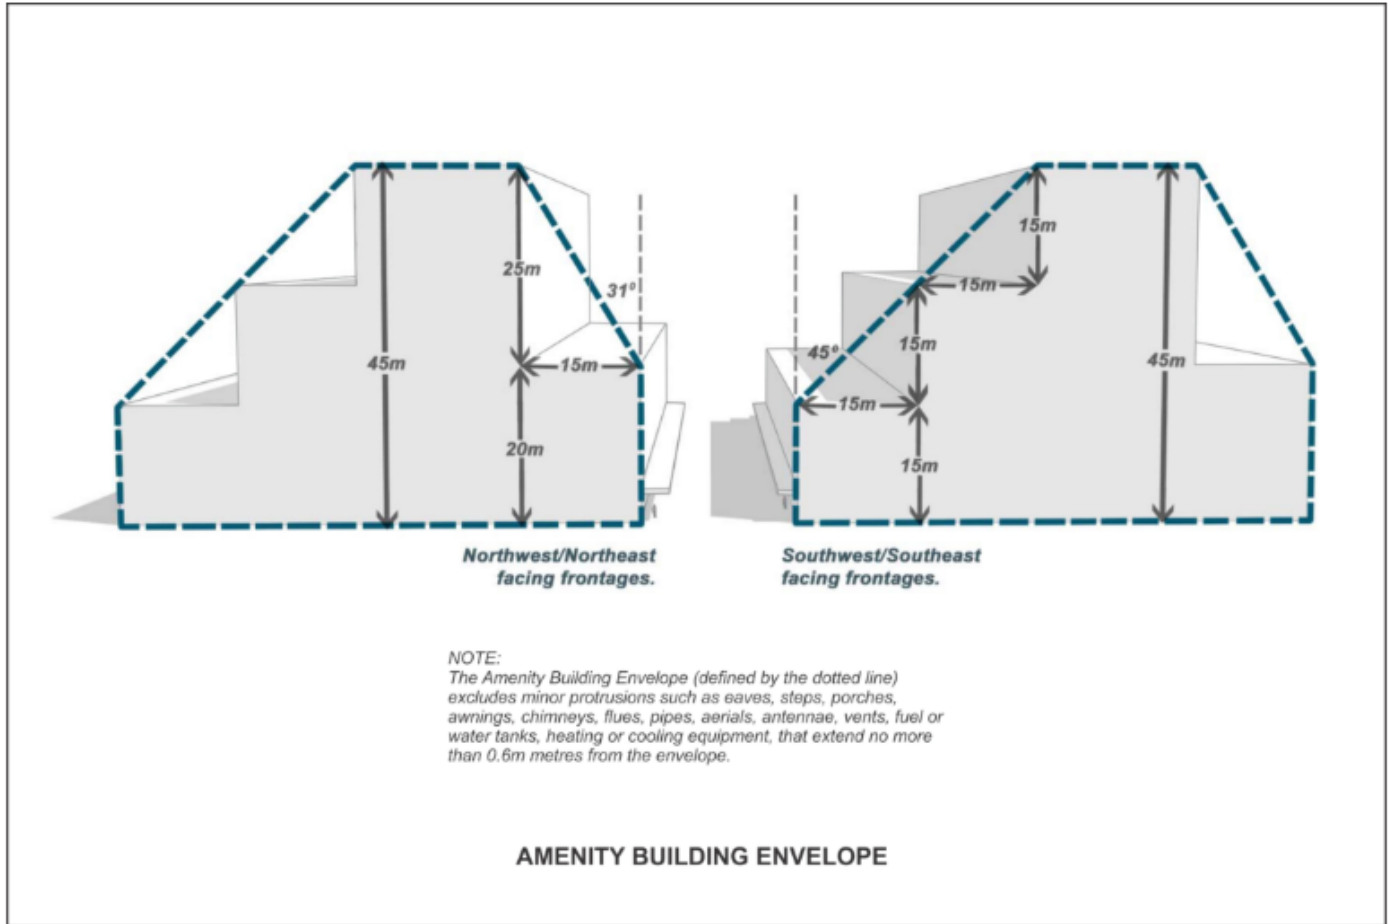 25m
31º
45m
15m
20m
15m
15m
45º
15m
45m
15m
15m
Northwest/Northeast
facing frontages.
Southwest/Southeast
facing frontages.
NOTE:
The Amenity Building Envelope (defined by the dotted line)
excludes minor protrusions such as eaves, steps, porches,
awnings, chimneys, flues, pipes, aerials, antennae, vents, fuel or
water tanks, heating or cooling equipment, that extend no more
than 0.6m metres from the envelope.
AMENITY BUILDING ENVELOPE